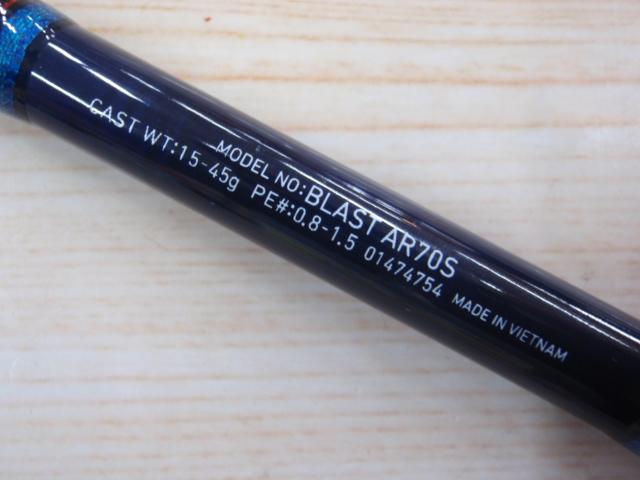 MODEL NO:BLAST AR70S
CAST WT:15-45g PE#:0.8-1.5 01474754 MADE IN VIETNAM